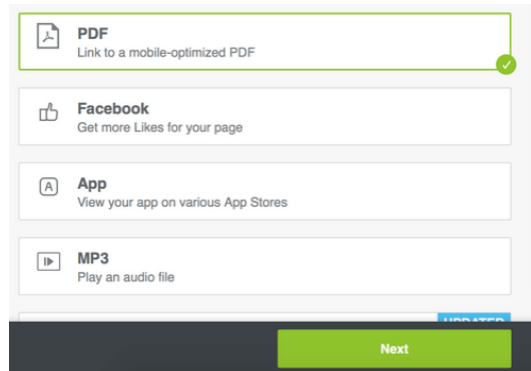 PDF
Link to a mobile-optimized PDF
Facebook
Get more Likes for your page
A
App
View your app on various App Stores
MP3
Play an audio file
UPDATED
Next